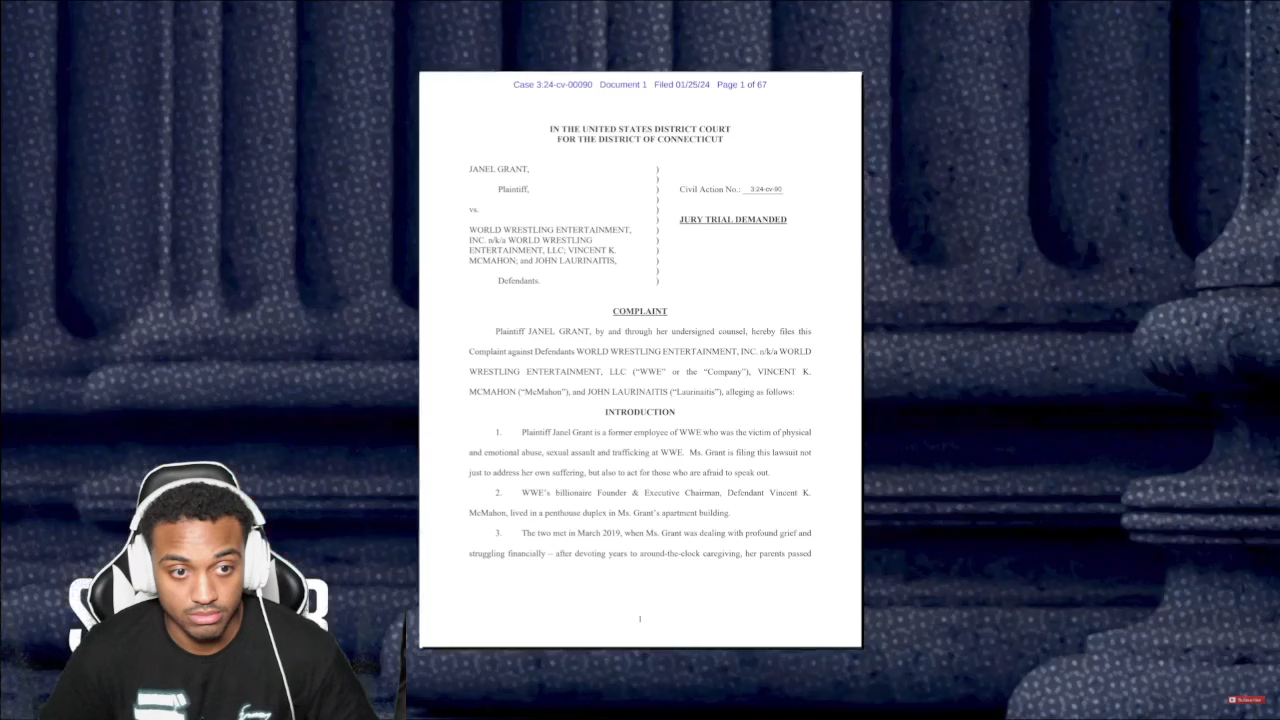 Case 3:24-cv-00090 Document 1 Filed 01/25/24 Page 1 of 67
IN THE UNITED STATES DISTRICT COURT
FOR THE DISTRICT OF CONNECTICUT
JANEL GRANT, )
)
Plaintiff, ) Civil Action No.: 3:24-cv-90
)
vs. )
) JURY TRIAL DEMANDED
WORLD WRESTLING ENTERTAINMENT, )
INC. n/k/a WORLD WRESTLING )
ENTERTAINMENT, LLC; VINCENT K. )
MCMAHON; and JOHN LAURINAITIS, )
)
Defendants. )
COMPLAINT
Plaintiff JANEL GRANT, by and through her undersigned counsel, hereby files this
Complaint against Defendants WORLD WRESTLING ENTERTAINMENT, INC. n/k/a WORLD
WRESTLING ENTERTAINMENT, LLC (“WWE” or the “Company”), VINCENT K.
MCMAHON (“McMahon”), and JOHN LAURINAITIS (“Laurinaitis”), alleging as follows:
INTRODUCTION
1. Plaintiff Janel Grant is a former employee of WWE who was the victim of physical
and emotional abuse, sexual assault and trafficking at WWE. Ms. Grant is filing this lawsuit not
just to address her own suffering, but also to act for those who are afraid to speak out.
2. WWE’s billionaire Founder & Executive Chairman, Defendant Vincent K.
McMahon, lived in a penthouse duplex in Ms. Grant’s apartment building.
3. The two met in March 2019, when Ms. Grant was dealing with profound grief and
struggling financially – after devoting years to around-the-clock caregiving, her parents passed
1
Subscribe